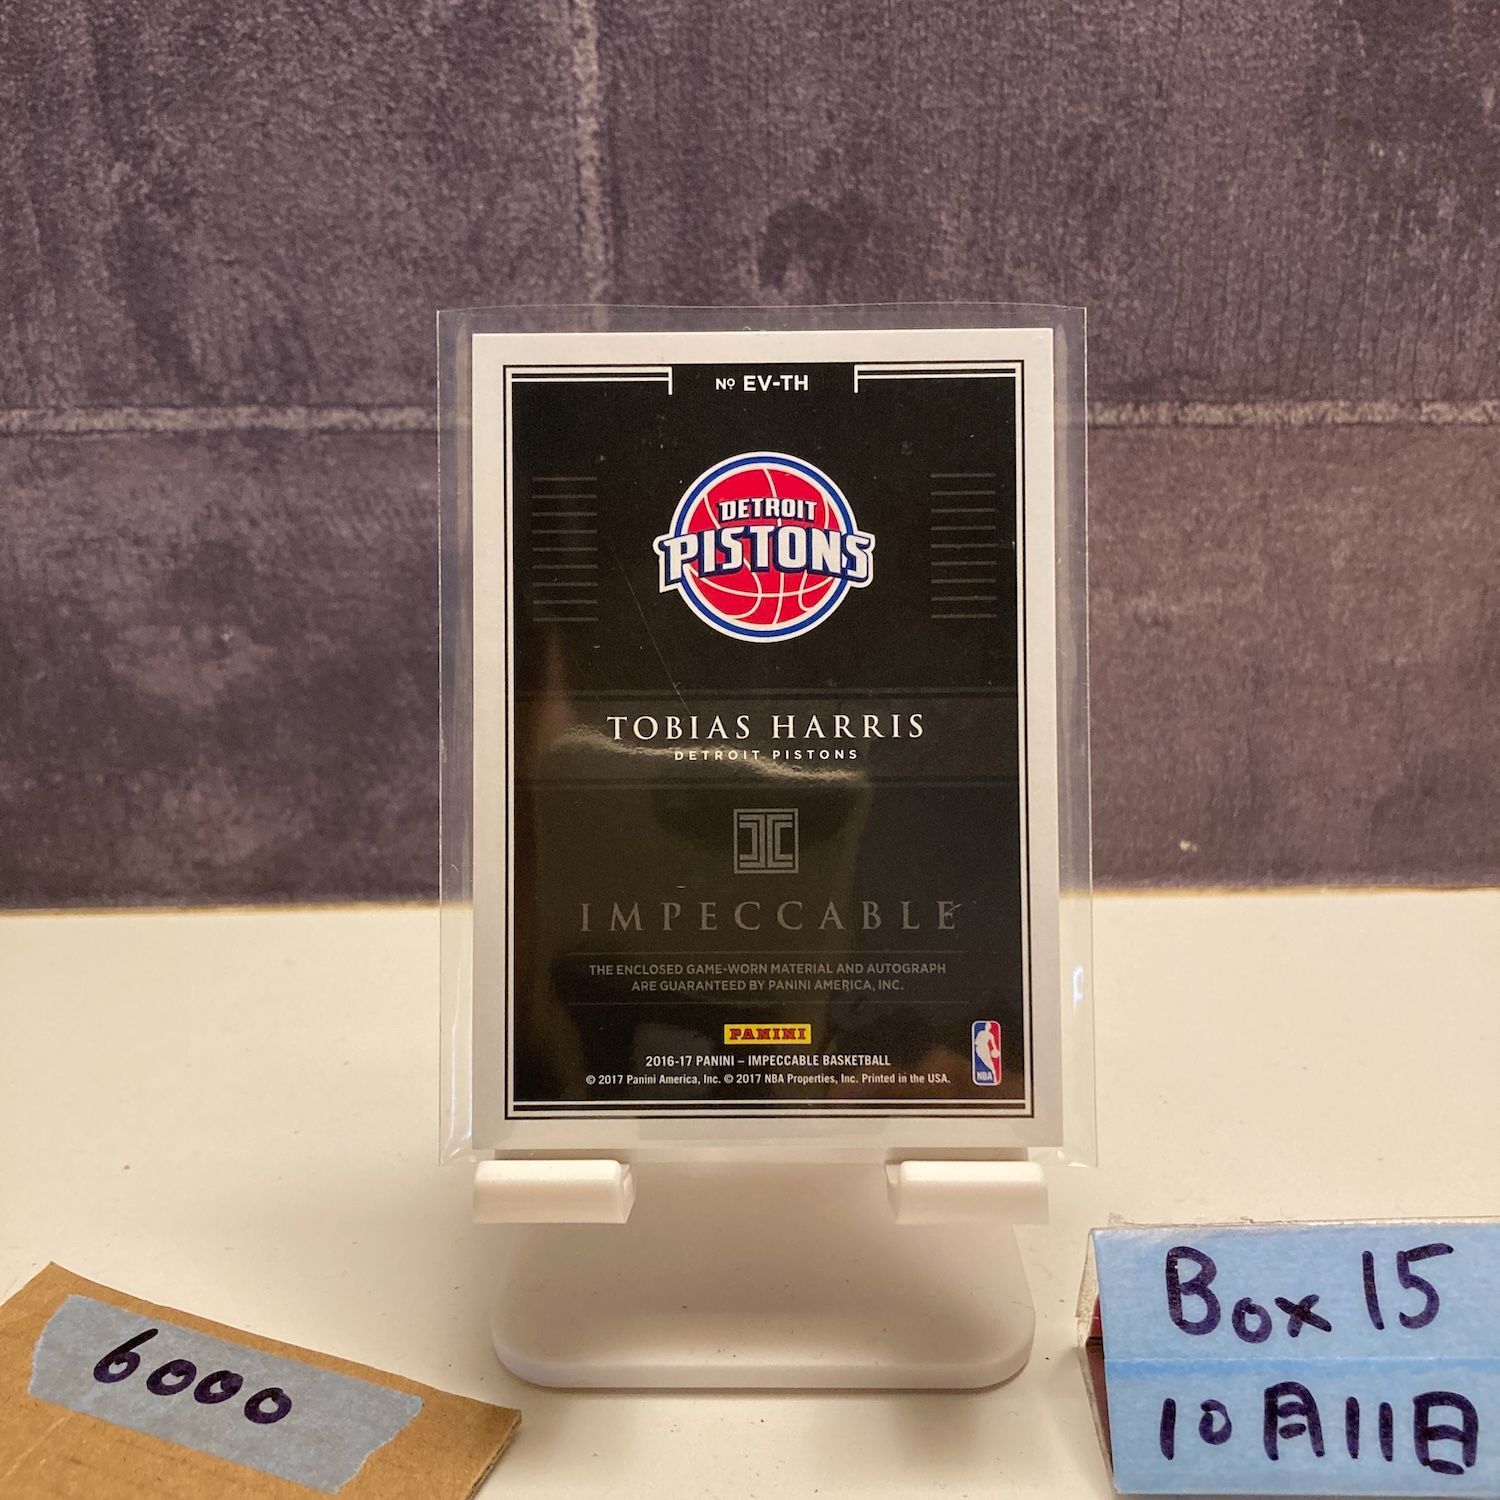 Nº EV-TH
DETROIT
PISTONS
TOBIAS HARRIS
DETROIT PISTONS
IMPECCABLE
THE ENCLOSED GAME-WORN MATERIAL AND AUTOGRAPH
ARE GUARANTEED BY PANINI AMERICA, INC.
PANINI
2016-17 PANINI – IMPECCABLE BASKETBALL
© 2017 Panini America, Inc. © 2017 NBA Properties, Inc. Printed in the USA.
NBA
6000
Box 15
10月11日